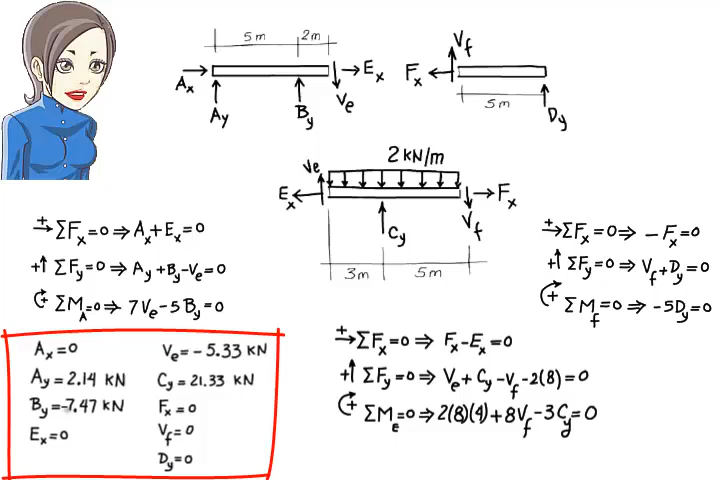 5m 2m
Ax Ay By Ve Ex
Vf Fx 5m Dy
2 KN/m
Ve Ex Cy Vf Fx
3m 5m
+→ ΣFx=0 ⇒ Ax+Ex=0
+↑ ΣFy=0 ⇒ Ay+By-Ve=0
+ ΣMA=0 ⇒ 7Ve-5By=0
+→ ΣFx=0 ⇒ -Fx=0
+↑ ΣFy=0 ⇒ Vf+Dy=0
+ ΣMf=0 ⇒ -5Dy=0
+→ ΣFx=0 ⇒ Fx-Ex=0
+↑ ΣFy=0 ⇒ Ve+Cy-Vf-2(8)=0
+ ΣMe=0 ⇒ 2(8)(4)+8Vf-3Cy=0
Ax=0
Ay=2.14 KN
By=-7.47 KN
Ex=0
Ve=-5.33 KN
Cy=21.33 KN
Fx=0
Vf=0
Dy=0